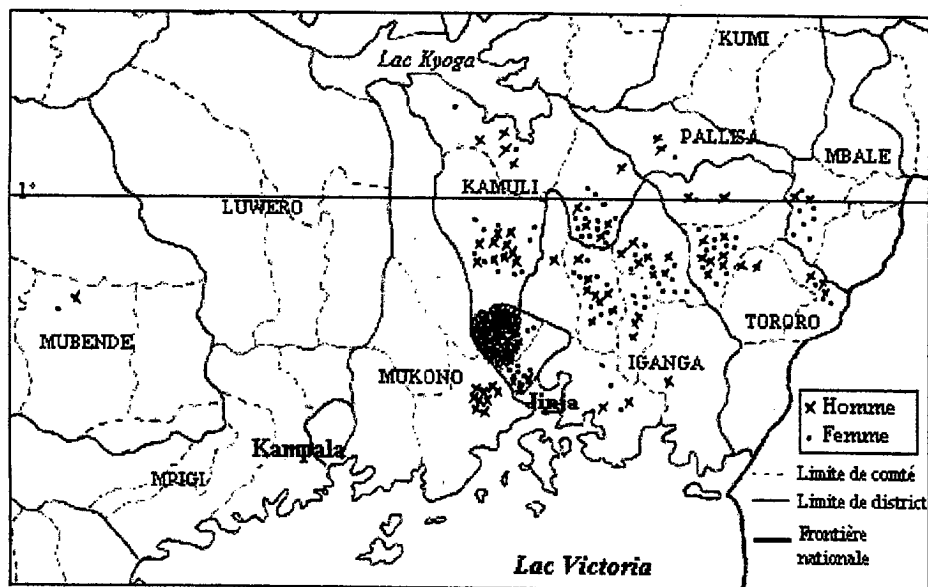 KUMI
Lac Kyoga
PALLISA
MBALE
KAMULI
1°
LUWERO
MUBENDE
TORORO
MUKONO
IGANGA
Jinja
Kampala
MPIGI
Lac Victoria
× Homme
• Femme
Limite de comté
Limite de district
Frontière
nationale